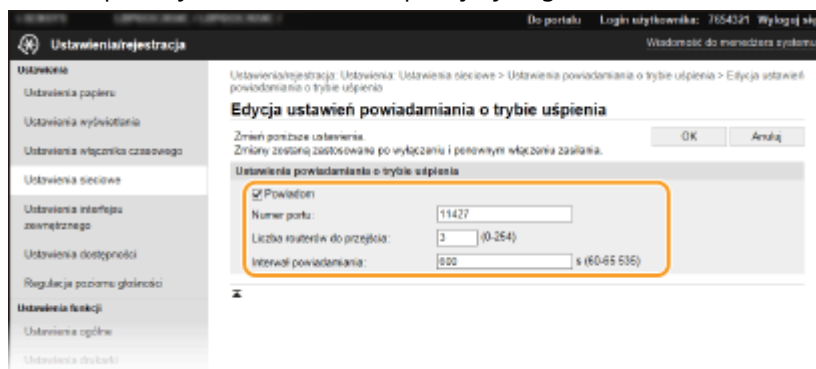 Do portalu Login użytkownika: 7654321 Wyloguj się
Ustawienia/rejestracja
Wiadomość do menedżera systemu
Ustawienia
Ustawienia papieru
Ustawienia wyświetlania
Ustawienia włącznika czasowego
Ustawienia sieciowe
Ustawienia interfejsu
zewnętrznego
Ustawienia dostępności
Regulacja poziomu głośności
Ustawienia funkcji
Ustawienia ogólne
Ustawienia drukarki
Ustawienia/rejestracja: Ustawienia: Ustawienia sieciowe > Ustawienia powiadamiania o trybie uśpienia > Edycja ustawień
powiadamiania o trybie uśpienia
Edycja ustawień powiadamiania o trybie uśpienia
Zmień poniższe ustawienia.
Zmiany zostaną zastosowane po wyłączeniu i ponownym włączeniu zasilania.
OK Anuluj
Ustawienia powiadamiania o trybie uśpienia
Powiadom
Numer portu: 11427
Liczba routerów do przejścia: 3 (0-254)
Interwał powiadamiania: 600 s (60-65 535)